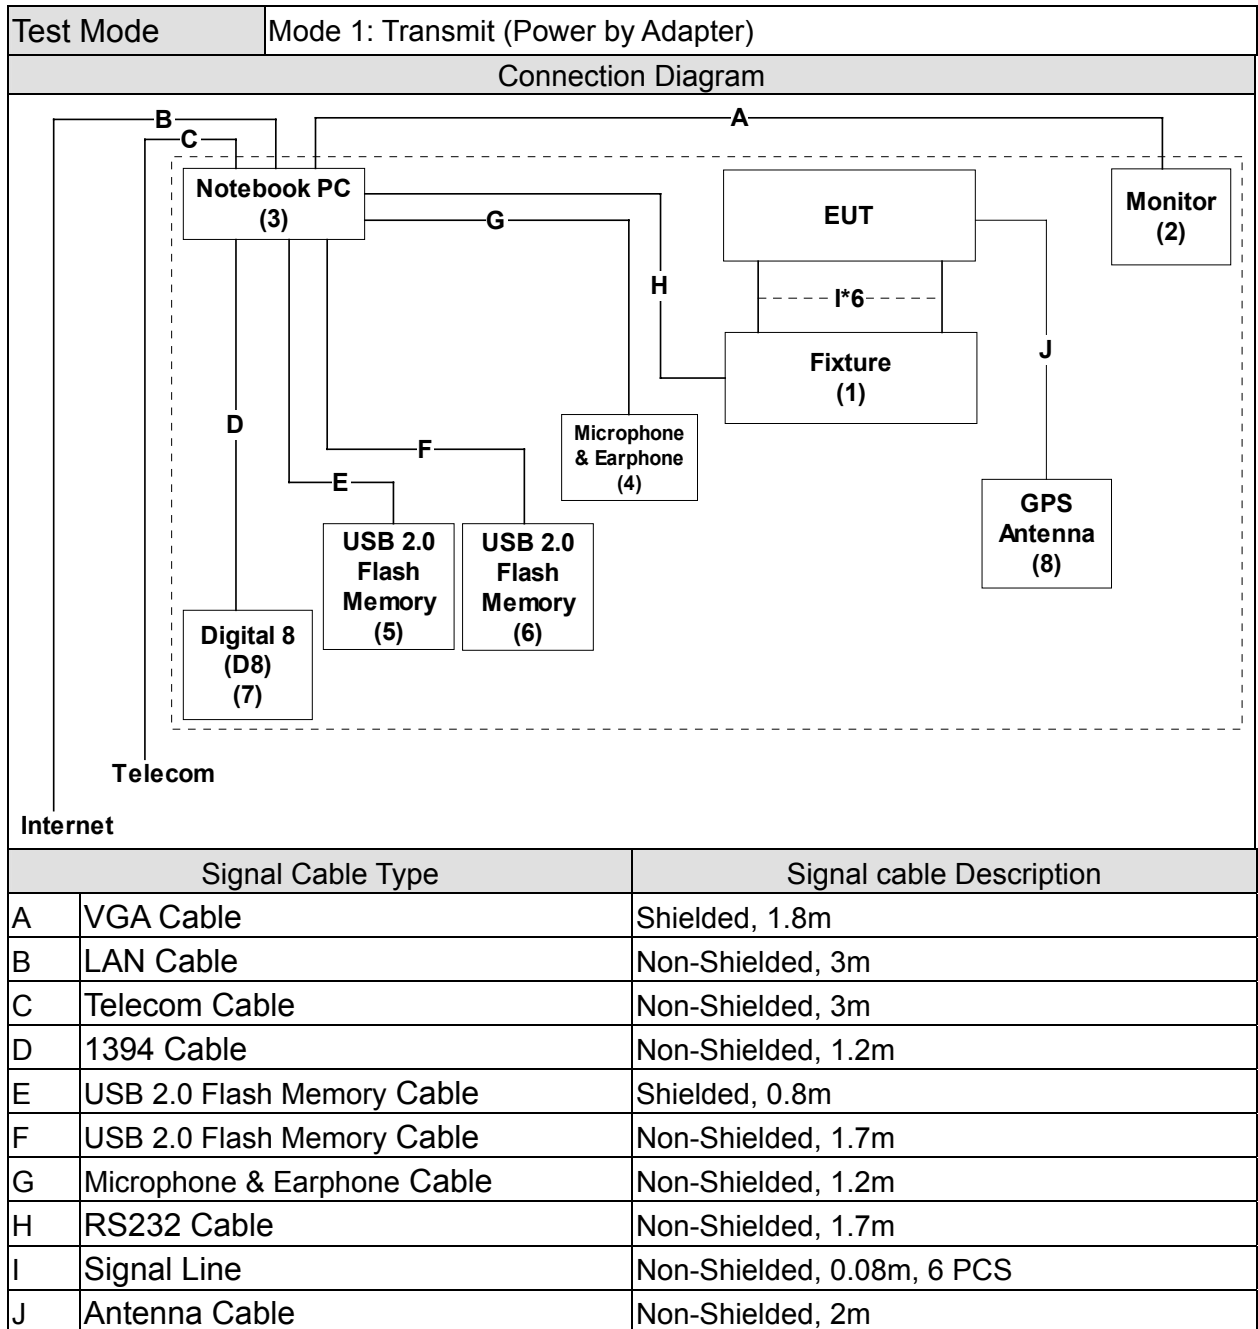 Test Mode Mode 1: Transmit (Power by Adapter)
Connection Diagram
B
A
C
Notebook PC
(3)
G
H
EUT
Monitor
(2)
I*6
J
Fixture
(1)
D
F
E
Microphone
& Earphone
(4)
GPS
Antenna
(8)
USB 2.0
Flash
Memory
(5)
USB 2.0
Flash
Memory
(6)
Digital 8
(D8)
(7)
Telecom
Internet
Signal Cable Type Signal cable Description
A VGA Cable Shielded, 1.8m
B LAN Cable Non-Shielded, 3m
C Telecom Cable Non-Shielded, 3m
D 1394 Cable Non-Shielded, 1.2m
E USB 2.0 Flash Memory Cable Shielded, 0.8m
F USB 2.0 Flash Memory Cable Non-Shielded, 1.7m
G Microphone & Earphone Cable Non-Shielded, 1.2m
H RS232 Cable Non-Shielded, 1.7m
I Signal Line Non-Shielded, 0.08m, 6 PCS
J Antenna Cable Non-Shielded, 2m